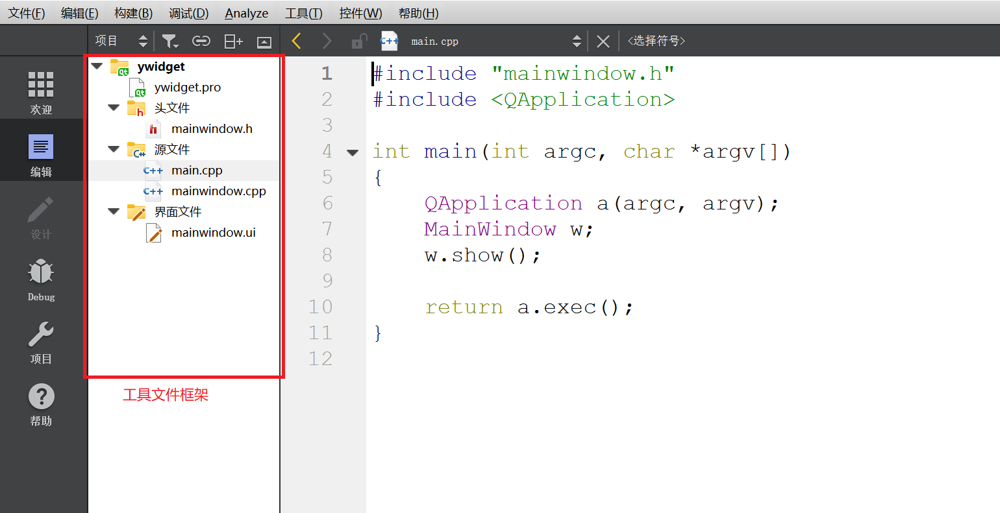 文件(F) 编辑(E) 构建(B) 调试(D) Analyze 工具(T) 控件(W) 帮助(H)
项目 main.cpp <选择符号>
欢迎
编辑
设计
Debug
项目
帮助
ywidget
ywidget.pro
头文件
mainwindow.h
源文件
main.cpp
mainwindow.cpp
界面文件
mainwindow.ui
工具文件框架
1 #include "mainwindow.h"
2 #include <QApplication>
3
4 int main(int argc, char *argv[])
5 {
6     QApplication a(argc, argv);
7     MainWindow w;
8     w.show();
9
10     return a.exec();
11 }
12